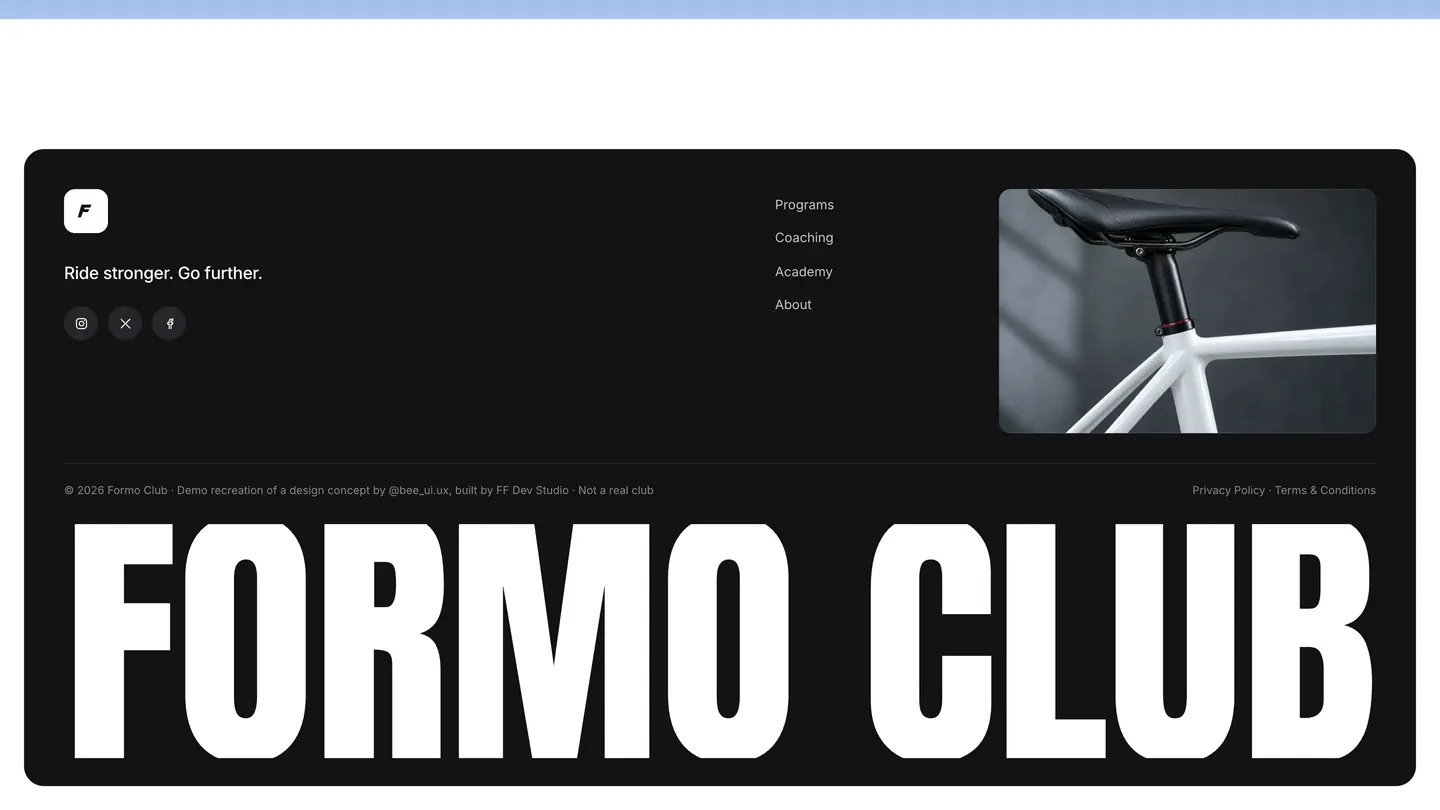 F
Ride stronger. Go further.
Programs
Coaching
Academy
About
© 2026 Formo Club · Demo recreation of a design concept by @bee_ui.ux, built by FF Dev Studio · Not a real club
Privacy Policy · Terms & Conditions
FORMO CLUB